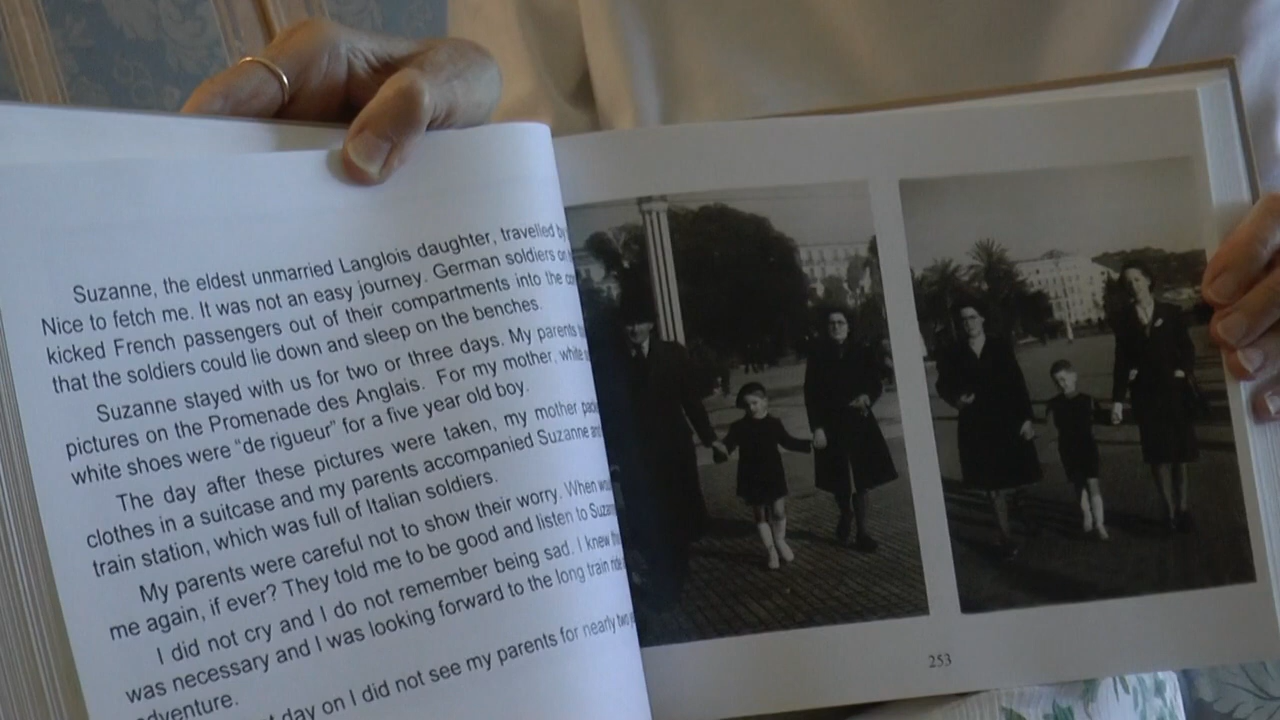 Suzanne, the eldest unmarried Langlois daughter, travelled by
Nice to fetch me. It was not an easy journey. German soldiers on
kicked French passengers out of their compartments into the
that the soldiers could lie down and sleep on the benches.
Suzanne stayed with us for two or three days. My parents
pictures on the Promenade des Anglais. For my mother, white
white shoes were "de rigueur" for a five year old boy.
The day after these pictures were taken, my mother
clothes in a suitcase and my parents accompanied Suzanne
train station, which was full of Italian soldiers.
My parents were careful not to show their worry. When
me again, if ever? They told me to be good and listen to
I did not cry and I do not remember being sad. I knew
was necessary and I was looking forward to the long train ride
adventure.
day on I did not see my parents for nearly two
253